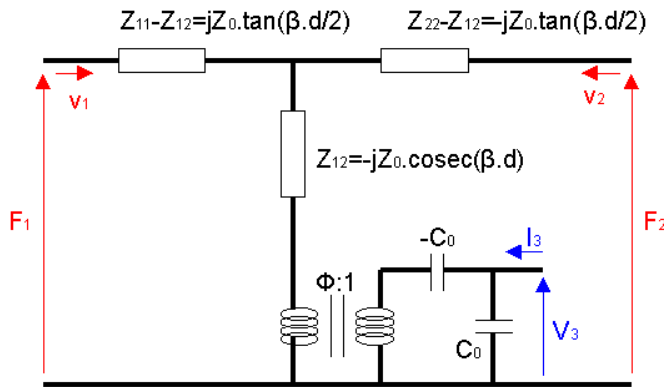 Z11-Z12=jZ0.tan(β.d/2)
Z22-Z12=-jZ0.tan(β.d/2)
v1
v2
Z12=-jZ0.cosec(β.d)
F1
F2
-C0
I3
Φ:1
V3
C0